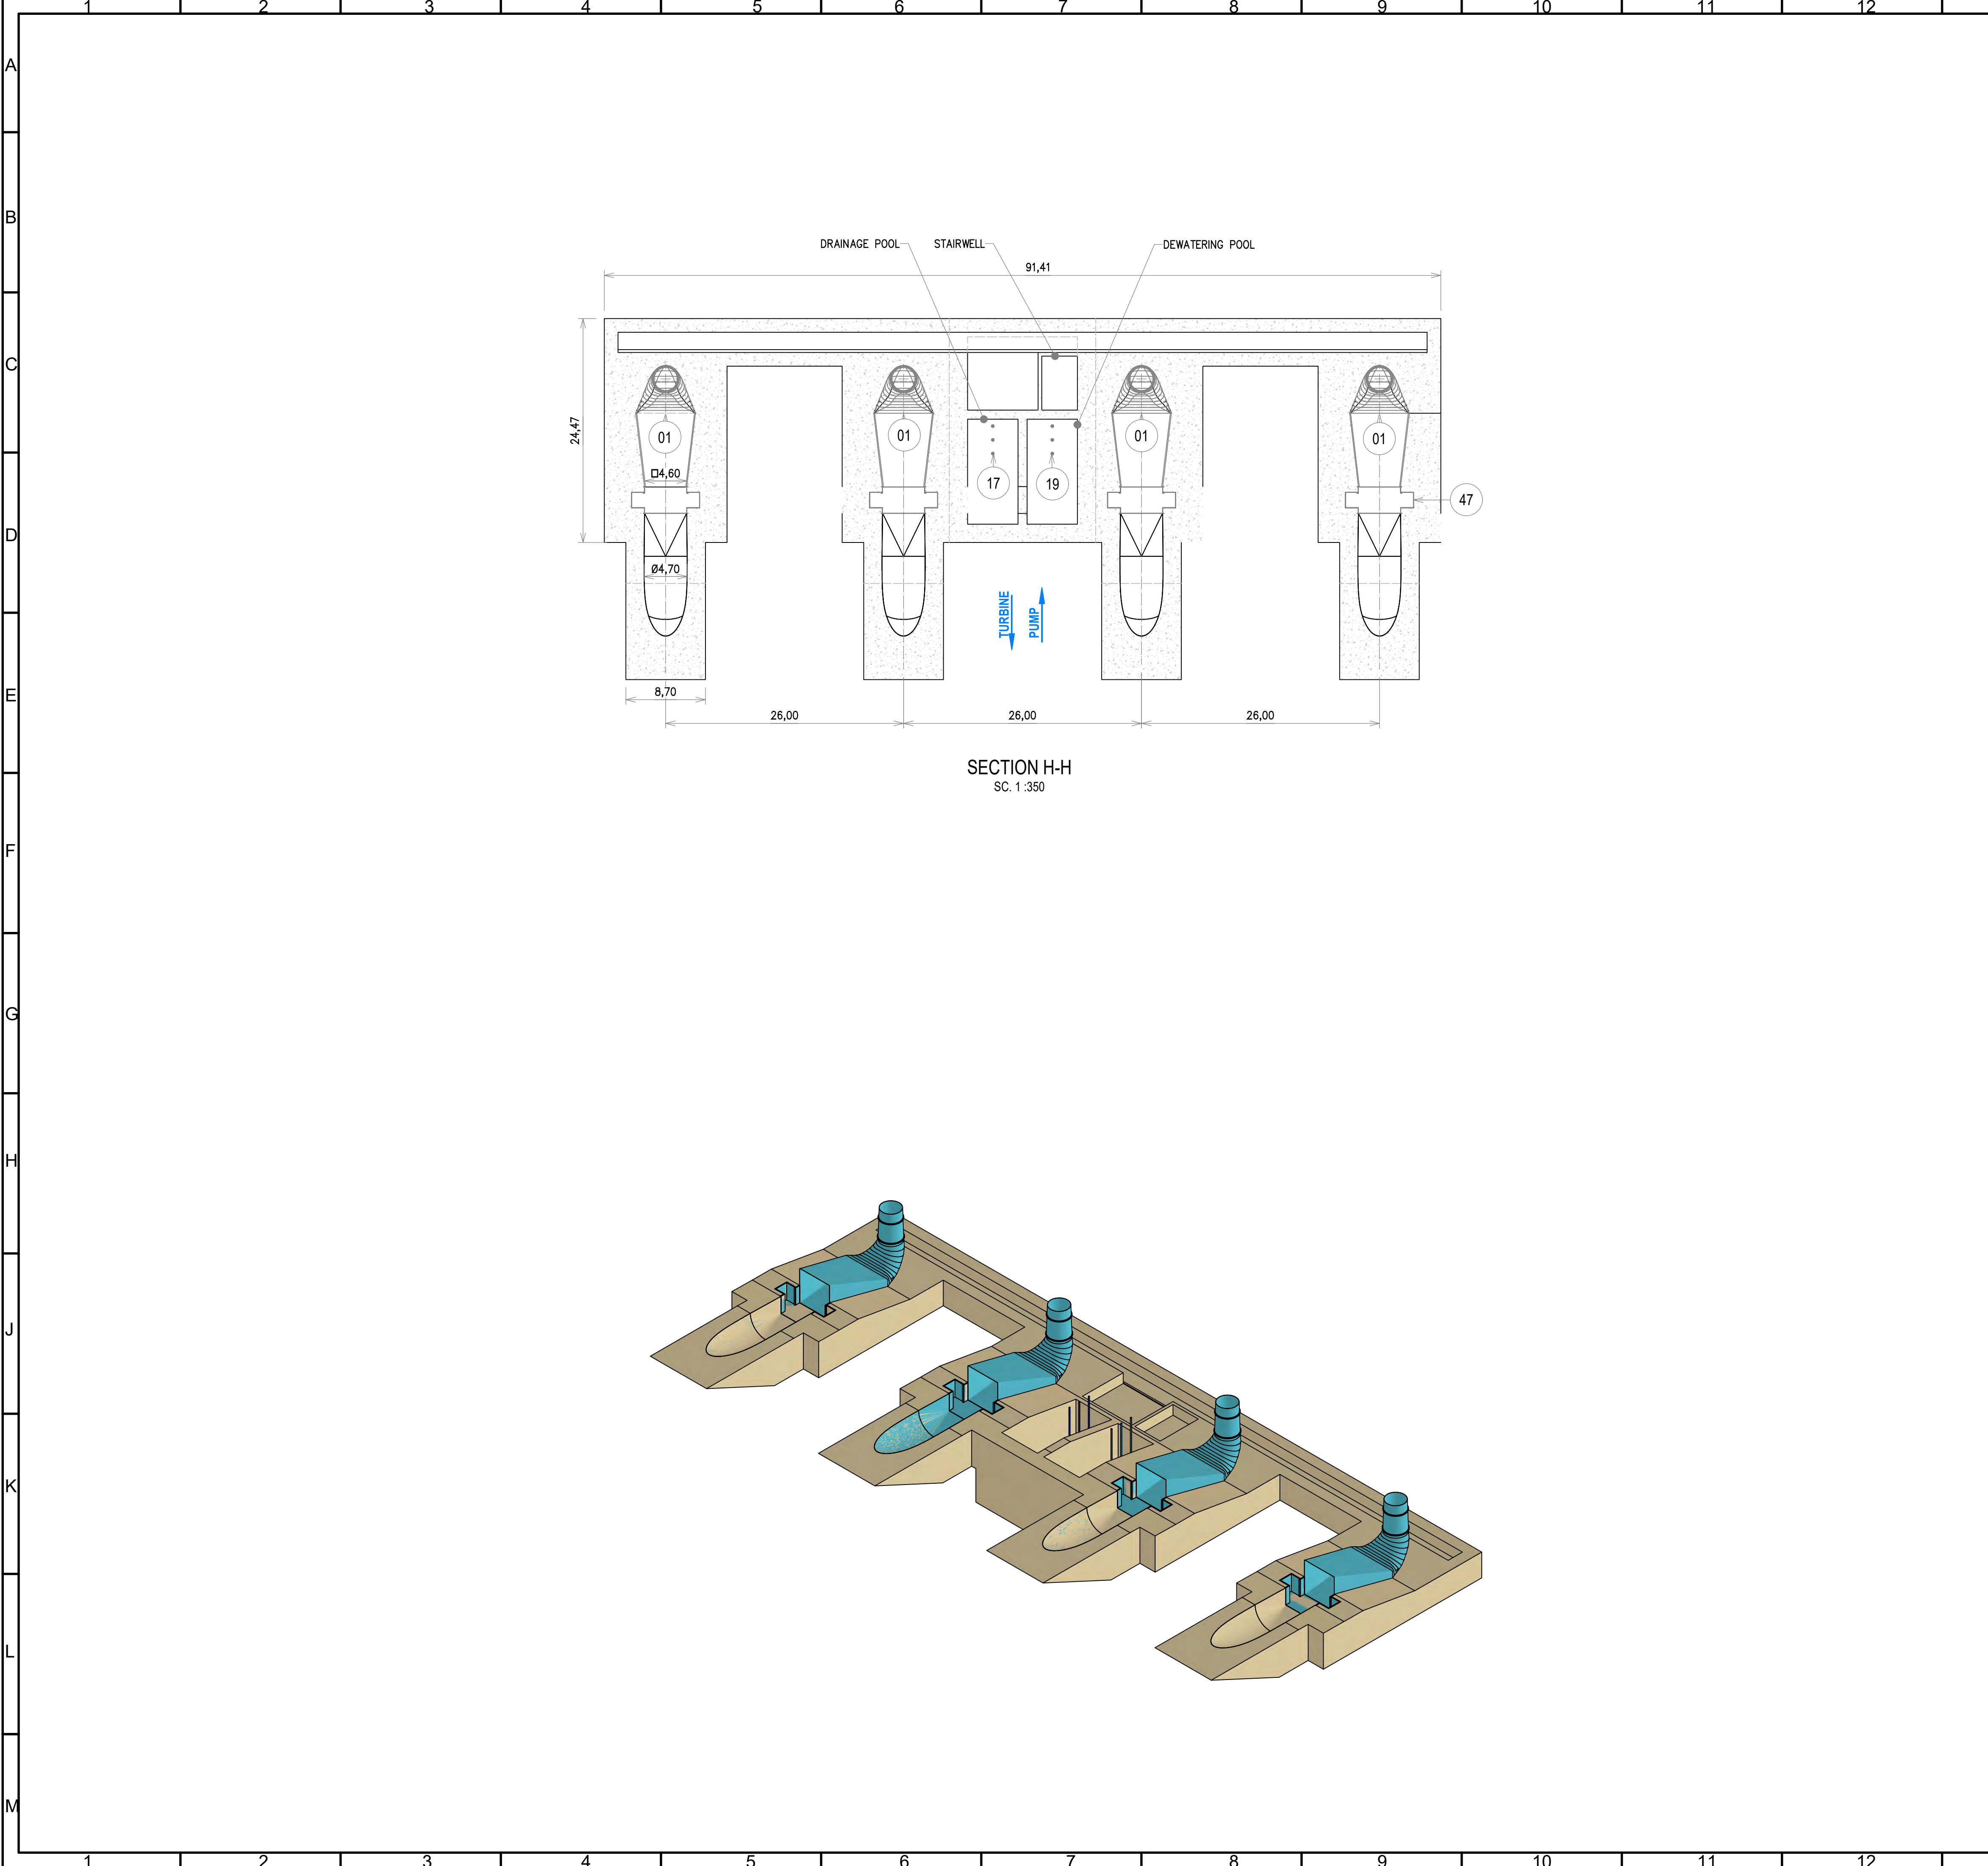 1 2 3 4 5 6 7 8 9 10 11 12
A
B
DRAINAGE POOL STAIRWELL DEWATERING POOL
91,41
C
24,47
01 01 01 01
□4,60
17 19 47
D
Ø4,70
TURBINE
PUMP
E
8,70
26,00 26,00 26,00
SECTION H-H
SC. 1 :350
F
G
H
J
K
L
M
1 2 3 4 5 6 7 8 9 10 11 12